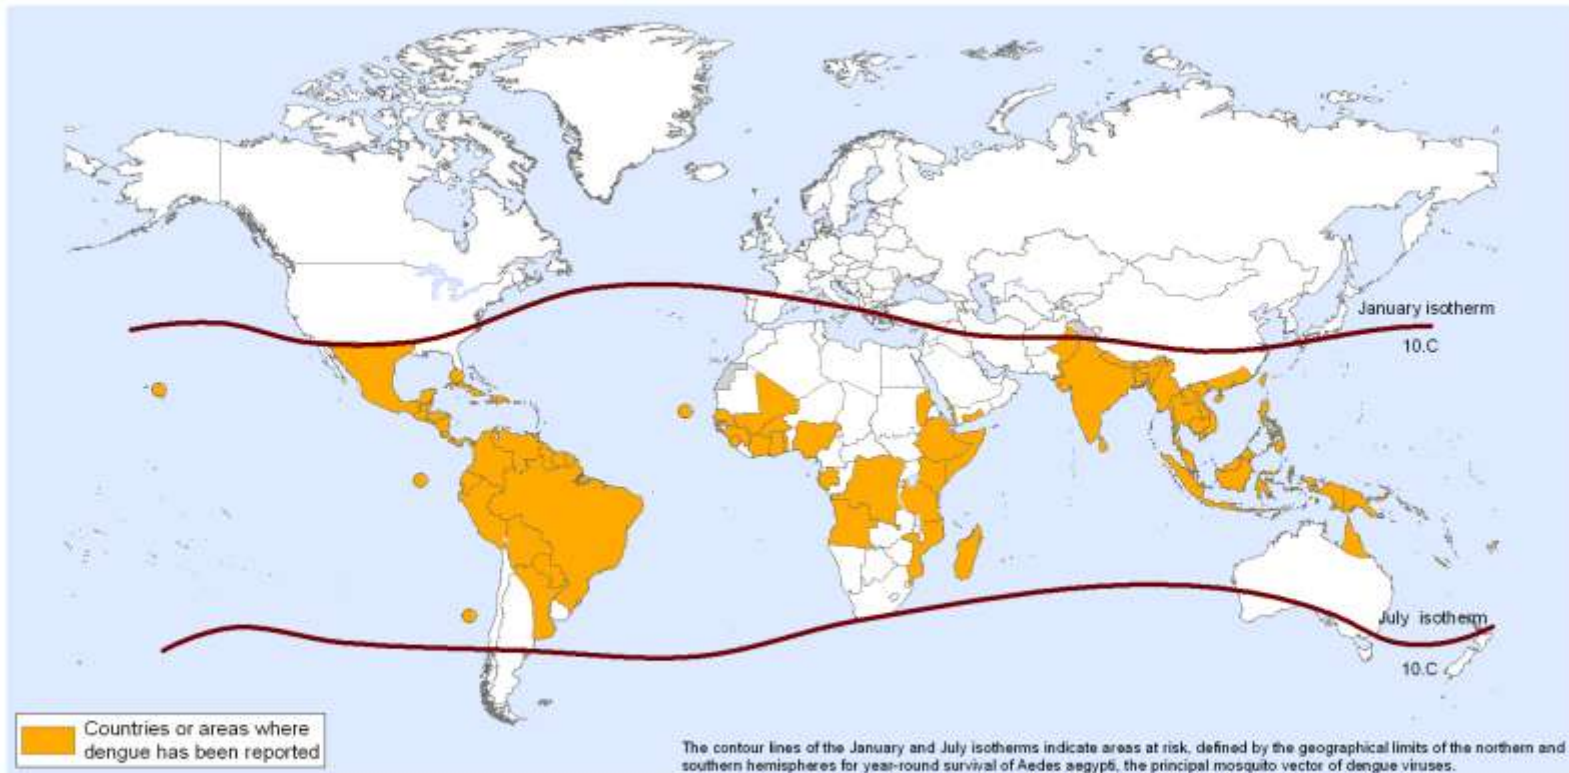 January isotherm
10.C
July isotherm
10.C
Countries or areas where
dengue has been reported
The contour lines of the January and July isotherms indicate areas at risk, defined by the geographical limits of the northern and
southern hemispheres for year-round survival of Aedes aegypti, the principal mosquito vector of dengue viruses.